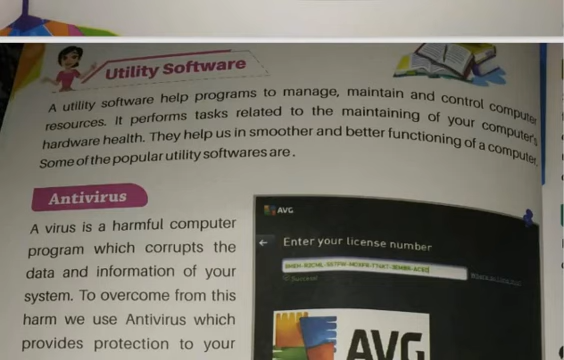 Utility Software
A utility software help programs to manage, maintain and control computer
resources. It performs tasks related to the maintaining of your computer's
hardware health. They help us in smoother and better functioning of a computer.
Some of the popular utility softwares are .
Antivirus
A virus is a harmful computer
program which corrupts the
data and information of your
system. To overcome from this
harm we use Antivirus which
provides protection to your
AVG
Enter your license number
AVG